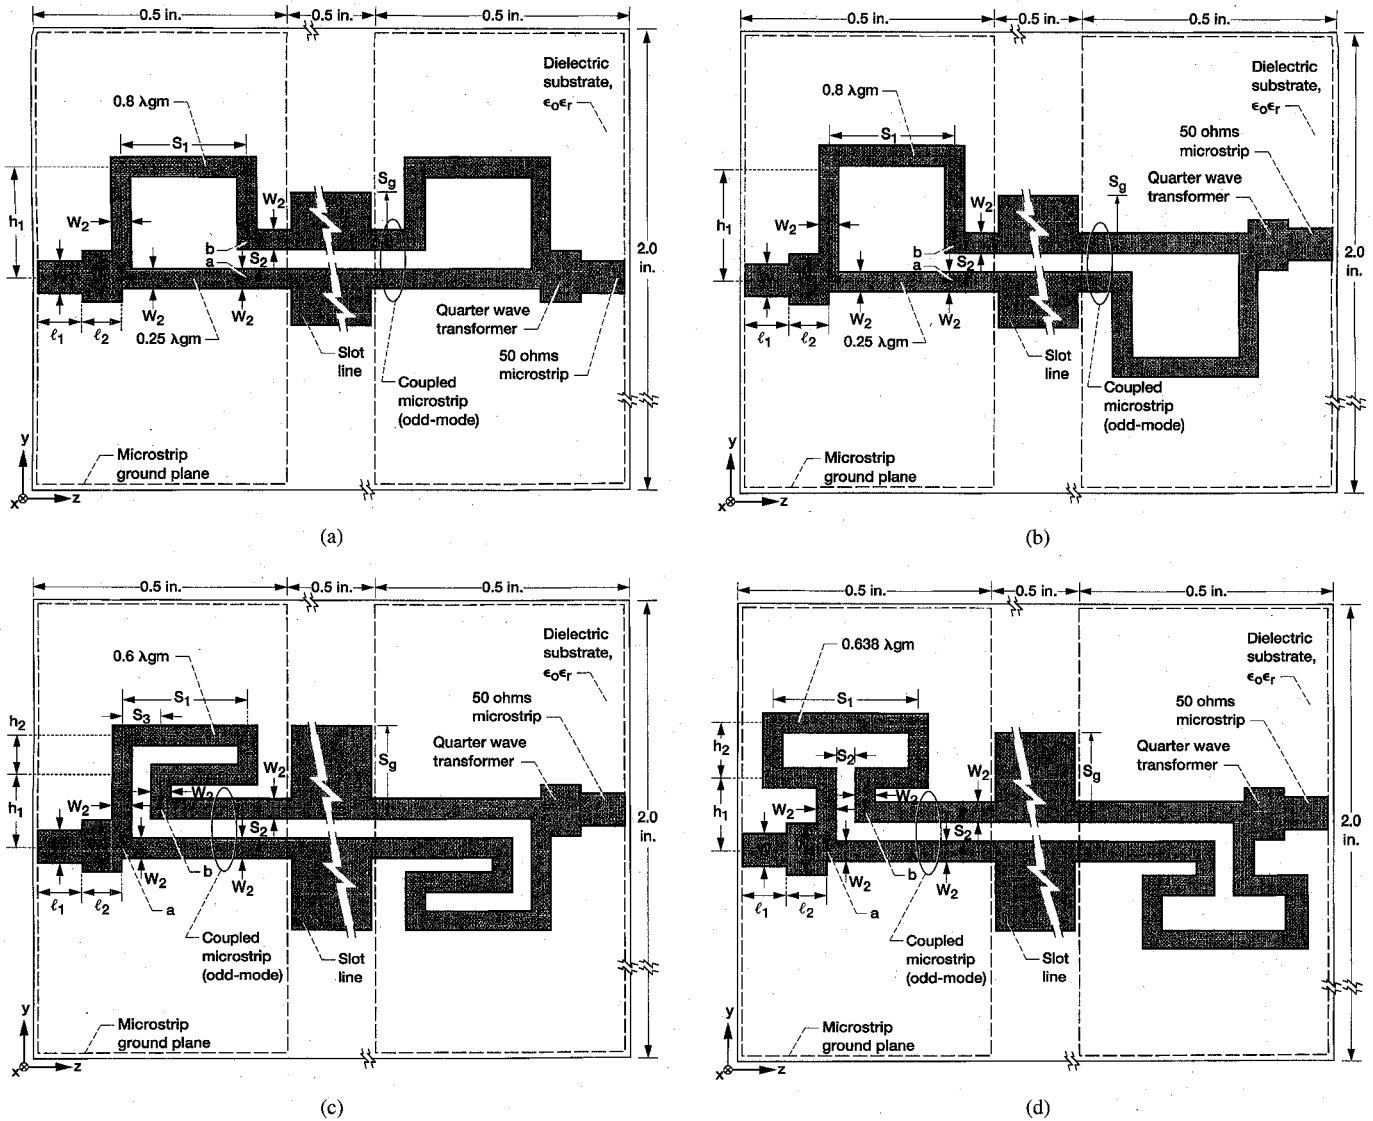 0.5 in.
0.5 in.
0.5 in.
0.8 λgm
S1
W2
h1
W2
Sg
b
S2
a
W2
W2
ℓ1
ℓ2
0.25 λgm
Dielectric
substrate,
ϵoϵr
2.0
in.
Quarter wave
transformer
50 ohms
microstrip
Slot
line
Coupled
microstrip
(odd-mode)
Microstrip
ground plane
y
x
z
(a)
0.5 in.
0.5 in.
0.5 in.
0.8 λgm
S1
W2
h1
W2
Sg
b
S2
a
W2
W2
ℓ1
ℓ2
0.25 λgm
Dielectric
substrate,
ϵoϵr
50 ohms
microstrip
Quarter wave
transformer
2.0
in.
Slot
line
Coupled
microstrip
(odd-mode)
Microstrip
ground plane
y
x
z
(b)
0.5 in.
0.5 in.
0.5 in.
0.6 λgm
S1
S3
h2
h1
W2
W2
W2
Sg
S2
W2
W2
b
a
ℓ1
ℓ2
Dielectric
substrate,
ϵoϵr
50 ohms
microstrip
Quarter wave
transformer
2.0
in.
Coupled
microstrip
(odd-mode)
Slot
line
Microstrip
ground plane
y
x
z
(c)
0.5 in.
0.5 in.
0.5 in.
0.638 λgm
S1
h2
S2
h1
W2
W2
W2
Sg
S2
W2
W2
b
a
ℓ1
ℓ2
Dielectric
substrate,
ϵoϵr
50 ohms
microstrip
Quarter wave
transformer
2.0
in.
Coupled
microstrip
(odd-mode)
Slot
line
Microstrip
ground plane
y
x
z
(d)